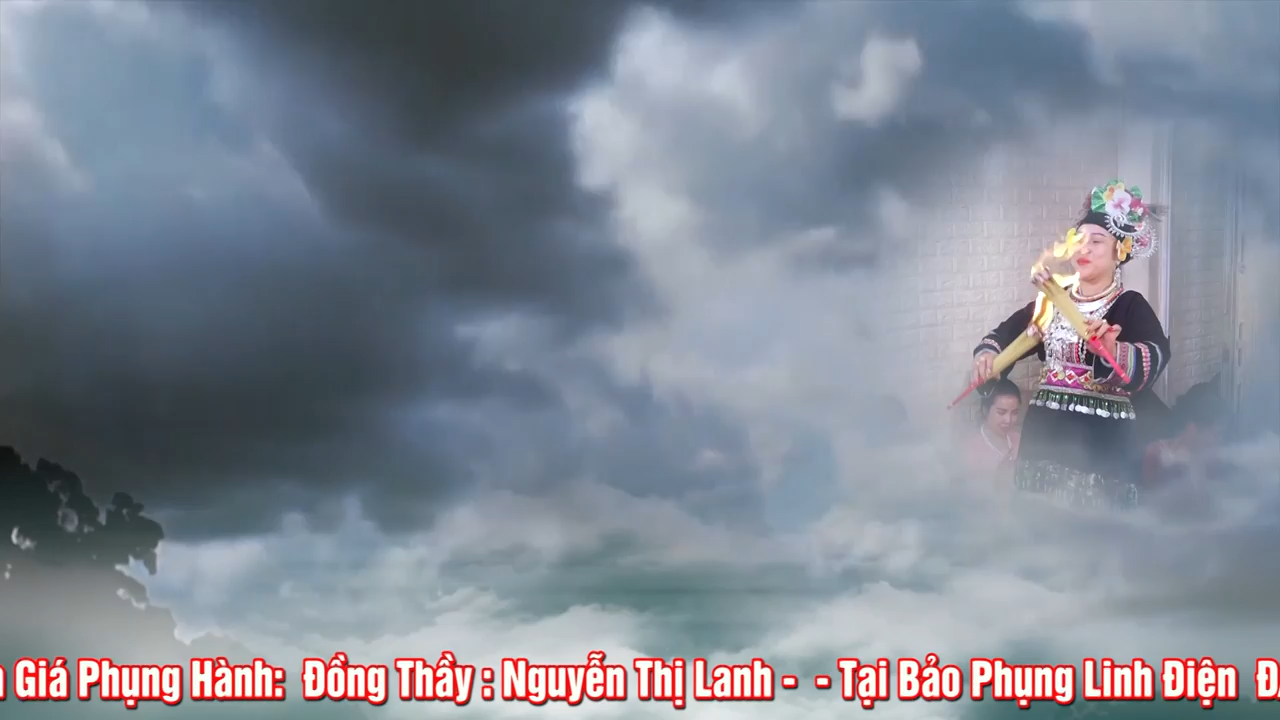 Giá Phụng Hành: Đồng Thầy : Nguyễn Thị Lanh - - Tại Bảo Phụng Linh Điện